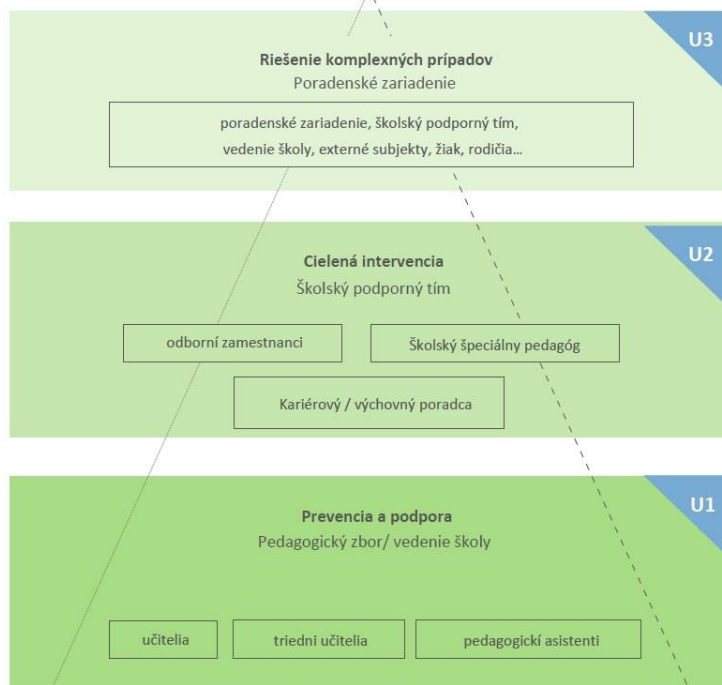 U3
Riešenie komplexných prípadov
Poradenské zariadenie
poradenské zariadenie, školský podporný tím,
vedenie školy, externé subjekty, žiak, rodičia...
U2
Cielená intervencia
Školský podporný tím
odborní zamestnanci
Školský špeciálny pedagóg
Kariérový / výchovný poradca
U1
Prevencia a podpora
Pedagogický zbor/ vedenie školy
učitelia
triedni učitelia
pedagogickí asistenti